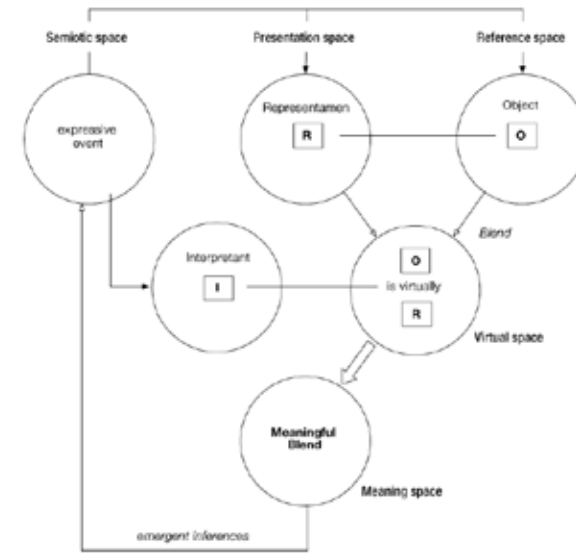 Semiotic space
Presentation space
Reference space
expressive
event
Representamen
R
Object
O
Blend
Interpretant
I
O
is virtually
R
Virtual space
Meaningful
Blend
Meaning space
emergent inferences